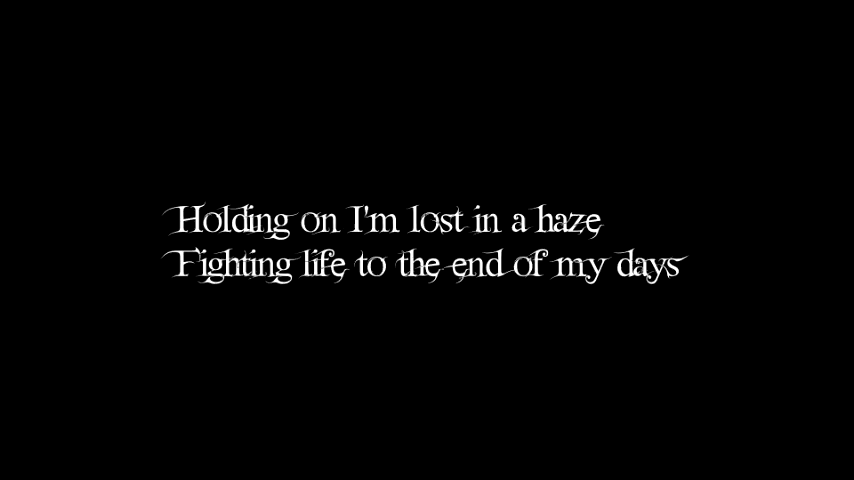 Holding on I'm lost in a haze
Fighting life to the end of my days